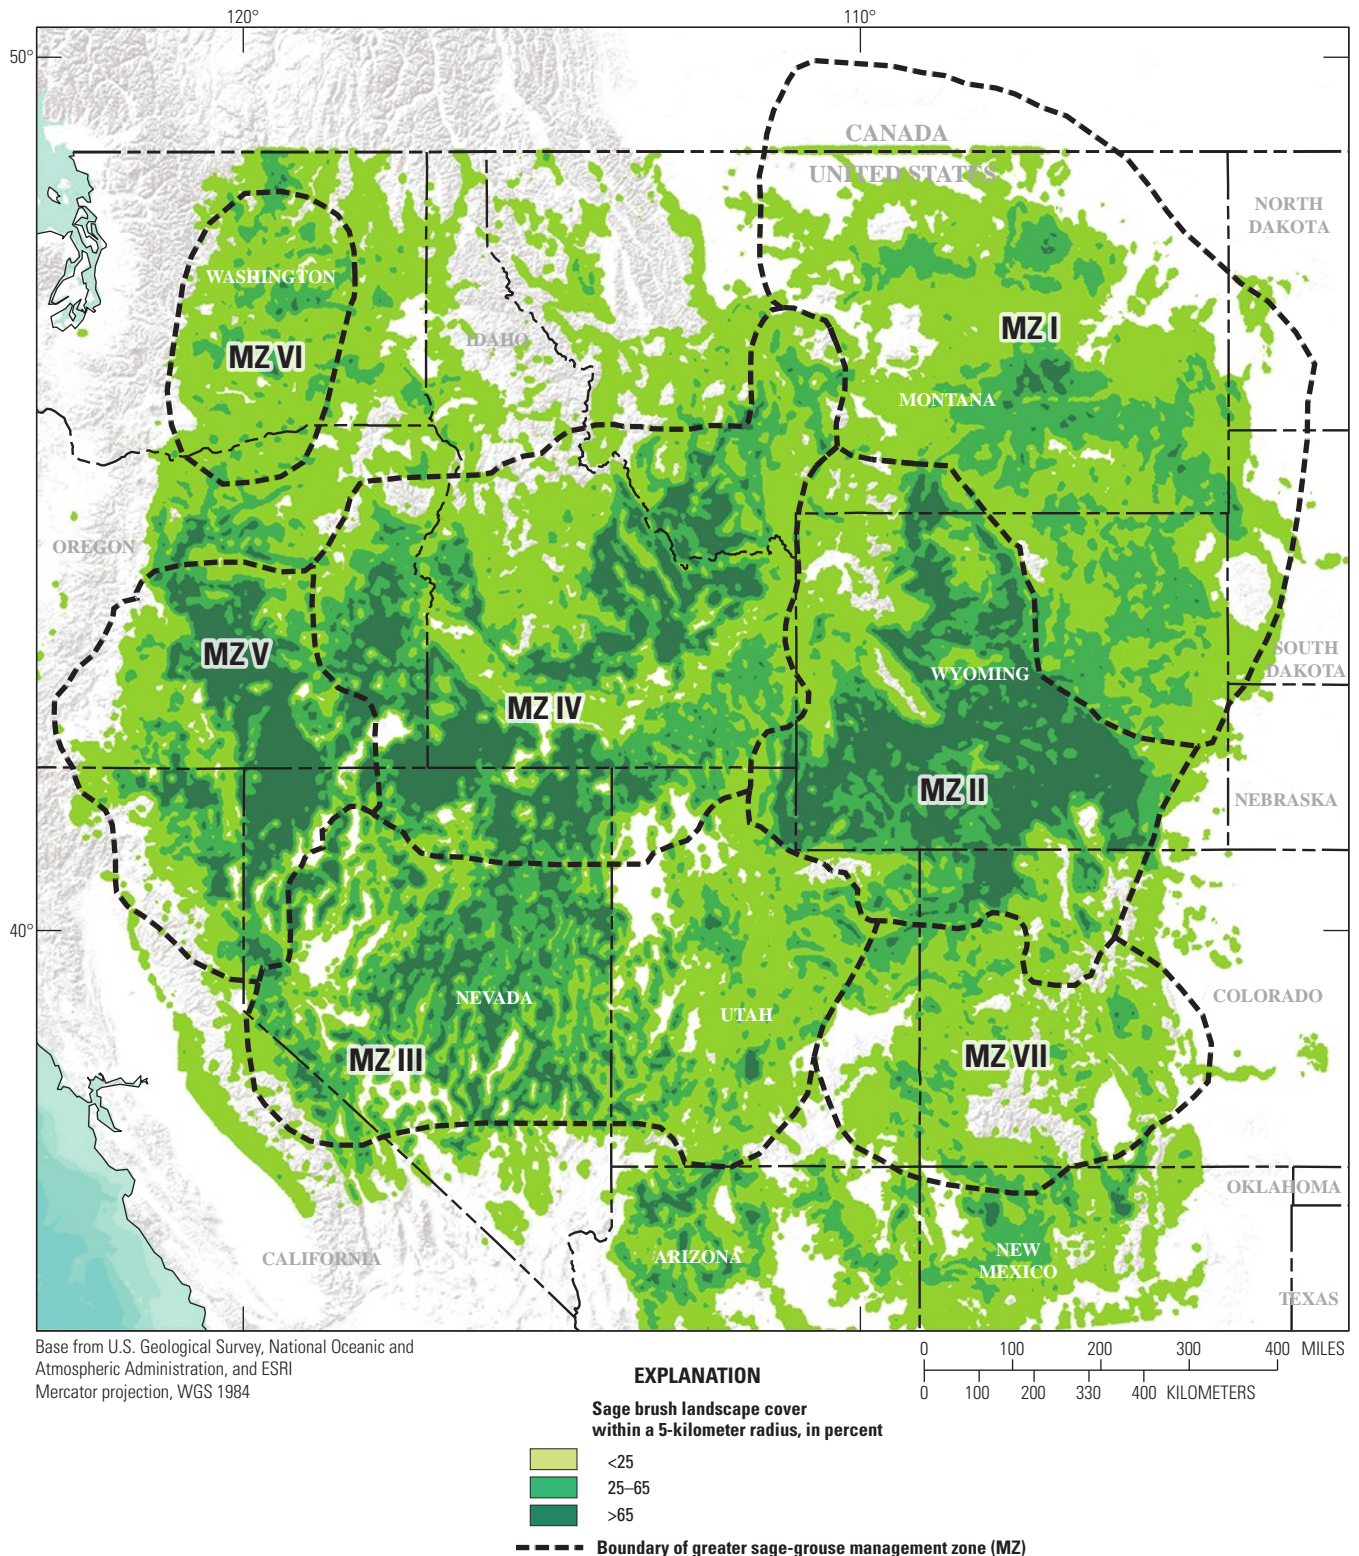 120°
110°
50°
CANADA
UNITED STATES
NORTH
DAKOTA
WASHINGTON
MZ VI
IDAHO
MZ I
MONTANA
OREGON
MZ V
MZ IV
WYOMING
SOUTH
DAKOTA
MZ II
NEBRASKA
40°
NEVADA
UTAH
COLORADO
MZ III
MZ VII
OKLAHOMA
CALIFORNIA
ARIZONA
NEW
MEXICO
TEXAS
Base from U.S. Geological Survey, National Oceanic and
Atmospheric Administration, and ESRI
Mercator projection, WGS 1984
0 100 200 300 400 MILES
0 100 200 330 400 KILOMETERS
EXPLANATION
Sage brush landscape cover
within a 5-kilometer radius, in percent
<25
25–65
>65
Boundary of greater sage-grouse management zone (MZ)